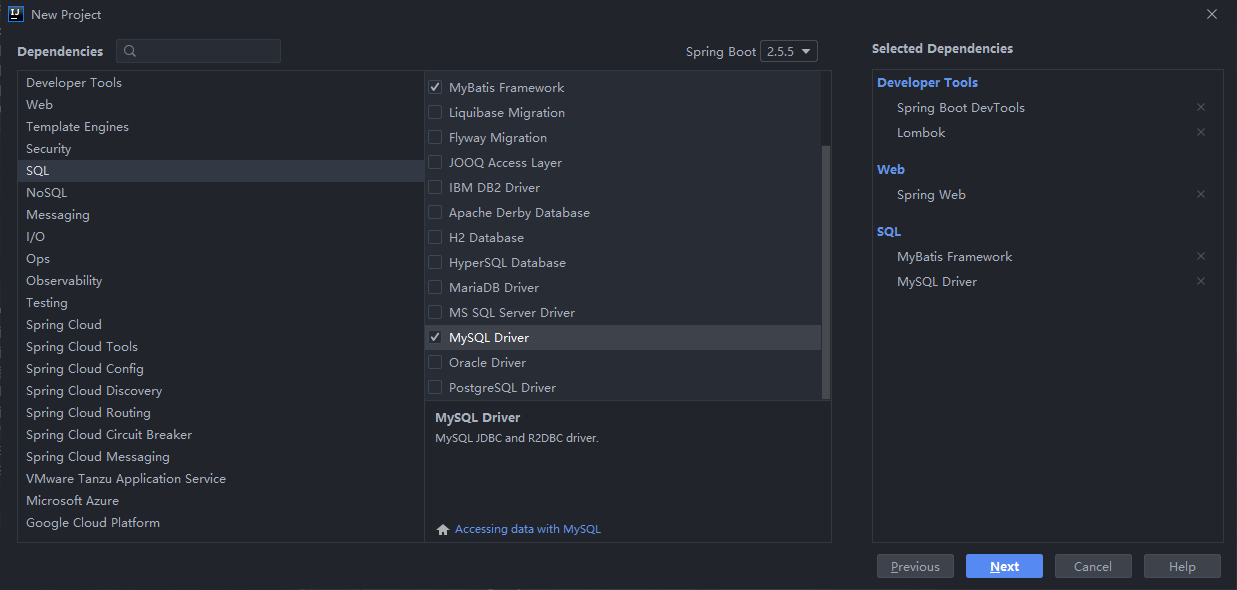 New Project
Dependencies
Spring Boot 2.5.5
Developer Tools
Web
Template Engines
Security
SQL
NoSQL
Messaging
I/O
Ops
Observability
Testing
Spring Cloud
Spring Cloud Tools
Spring Cloud Config
Spring Cloud Discovery
Spring Cloud Routing
Spring Cloud Circuit Breaker
Spring Cloud Messaging
VMware Tanzu Application Service
Microsoft Azure
Google Cloud Platform
MyBatis Framework
Liquibase Migration
Flyway Migration
JOOQ Access Layer
IBM DB2 Driver
Apache Derby Database
H2 Database
HyperSQL Database
MariaDB Driver
MS SQL Server Driver
MySQL Driver
Oracle Driver
PostgreSQL Driver
MySQL Driver
MySQL JDBC and R2DBC driver.
Accessing data with MySQL
Selected Dependencies
Developer Tools
Spring Boot DevTools
Lombok
Web
Spring Web
SQL
MyBatis Framework
MySQL Driver
Previous
Next
Cancel
Help